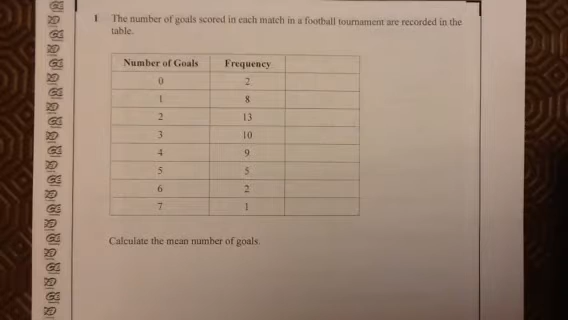 1 The number of goals scored in each match in a football tournament are recorded in the
table.
Number of Goals Frequency
0 2
1 8
2 13
3 10
4 9
5 5
6 2
7 1
Calculate the mean number of goals.